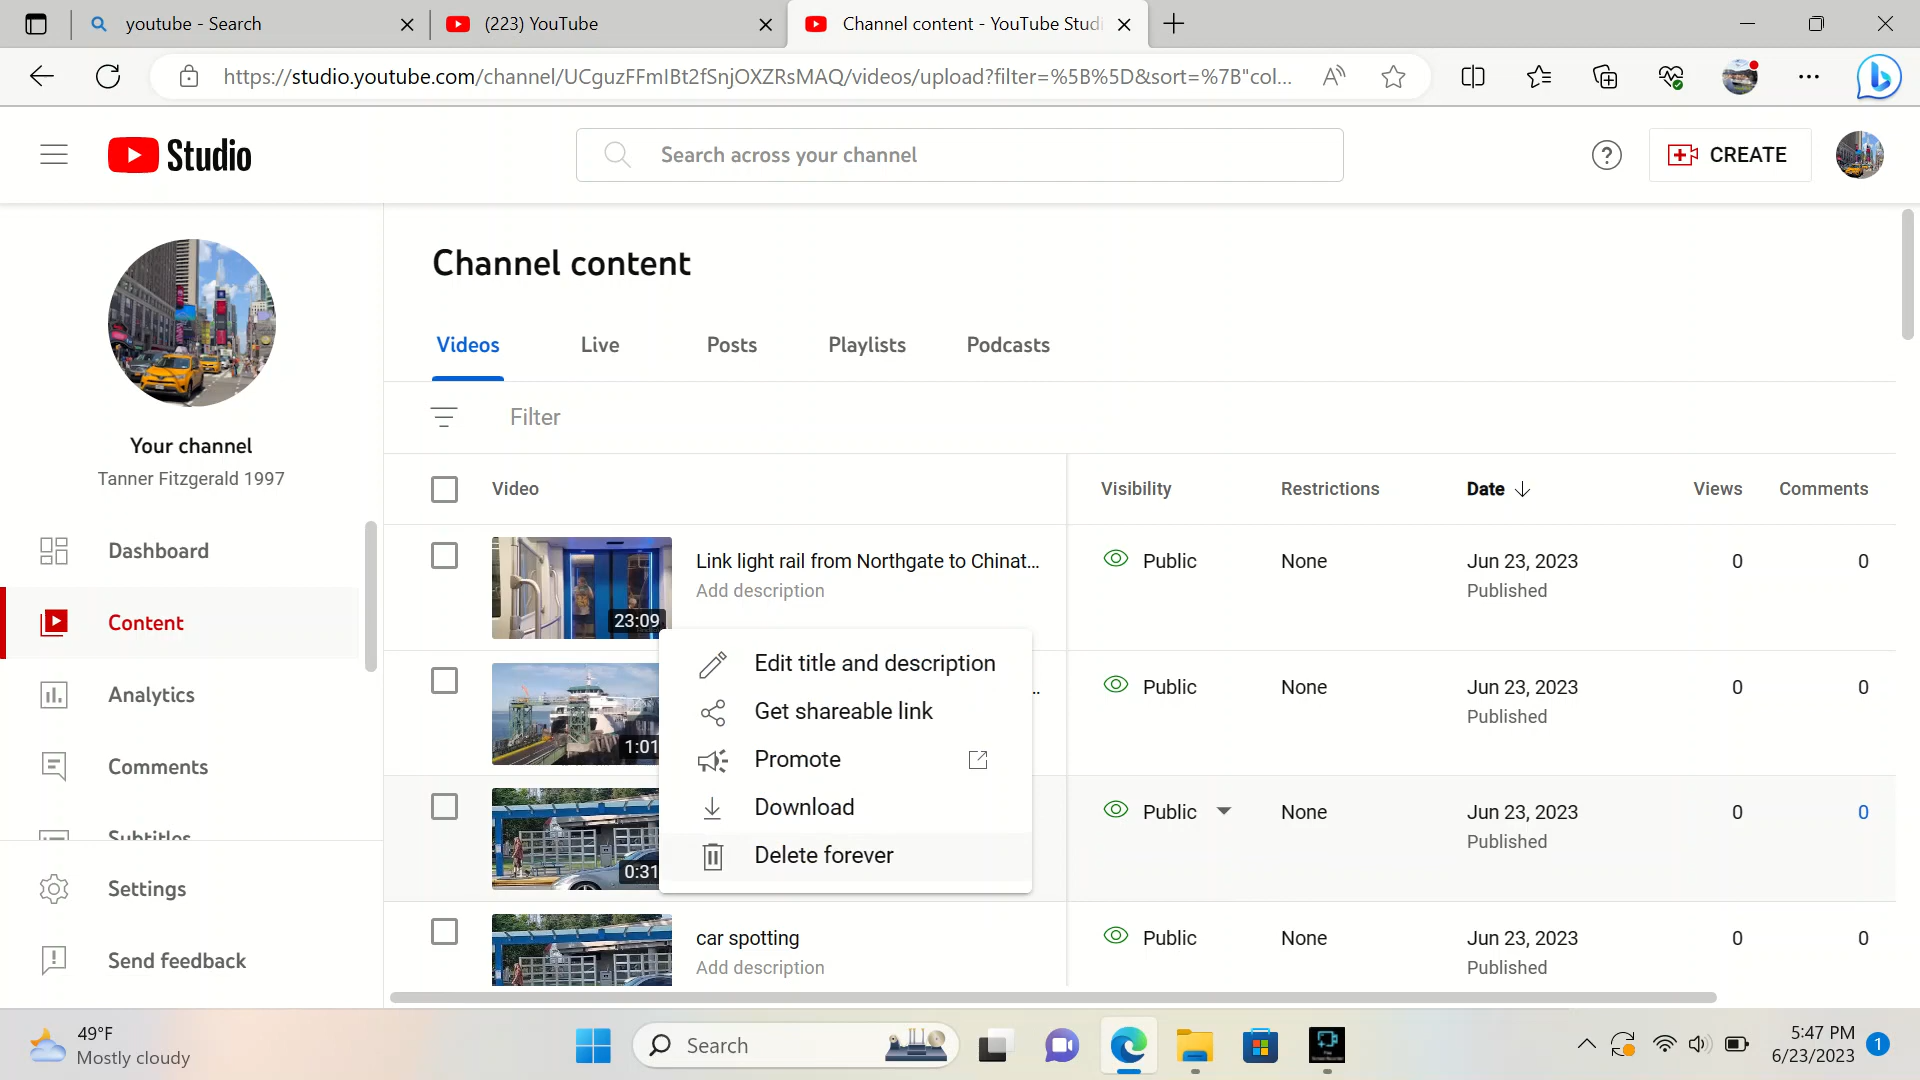 youtube - Search
(223) YouTube
Channel content - YouTube Studi
https://studio.youtube.com/channel/UCguzFFmIBt2fSnjOXZRsMAQ/videos/upload?filter=%5B%5D&sort=%7B"col...
Studio
Search across your channel
CREATE
Your channel
Tanner Fitzgerald 1997
Dashboard
Content
Analytics
Comments
Subtitles
Settings
Send feedback
Channel content
Videos Live Posts Playlists Podcasts
Filter
Video Visibility Restrictions Date Views Comments
Link light rail from Northgate to Chinat... Public None Jun 23, 2023 0 0
Add description Published
23:09
Public None Jun 23, 2023 0 0
Published
1:01
Public None Jun 23, 2023 0 0
Published
0:31
Edit title and description
Get shareable link
Promote
Download
Delete forever
car spotting Public None Jun 23, 2023 0 0
Add description Published
49°F
Mostly cloudy
Search
5:47 PM
6/23/2023
1